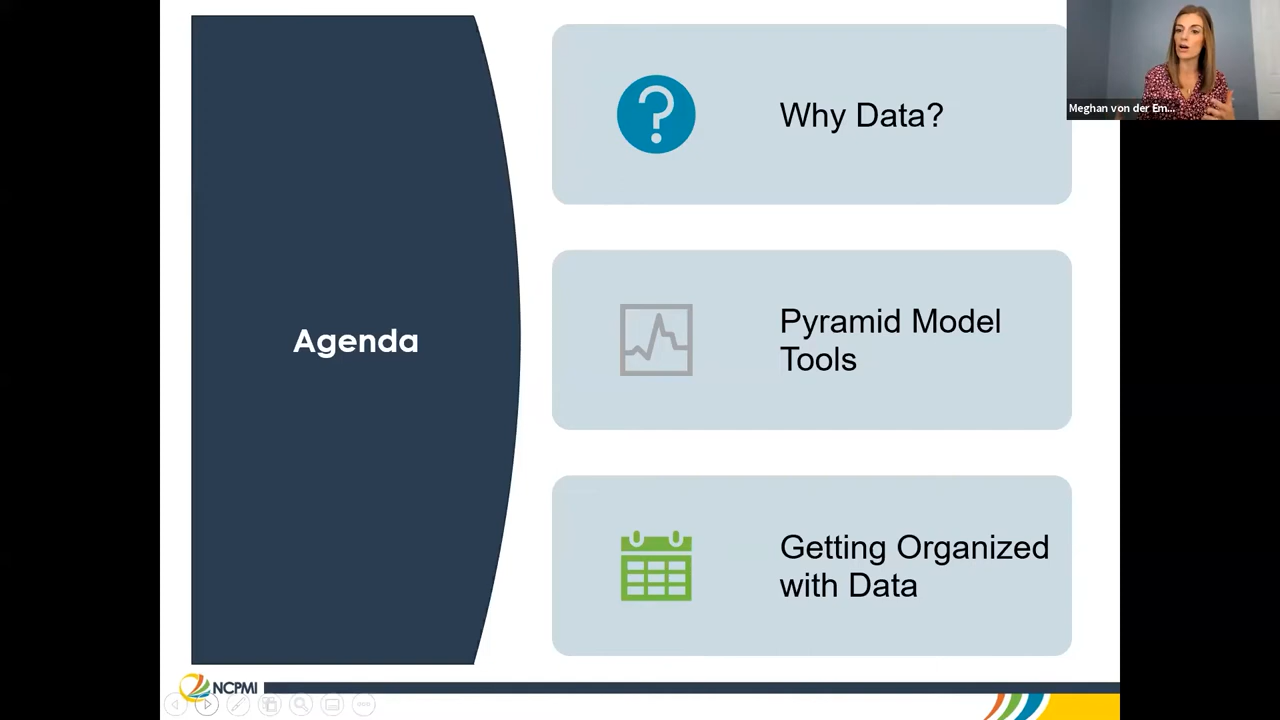 Agenda
Why Data?
Pyramid Model
Tools
Getting Organized
with Data
Meghan von der Em...
NCPMI